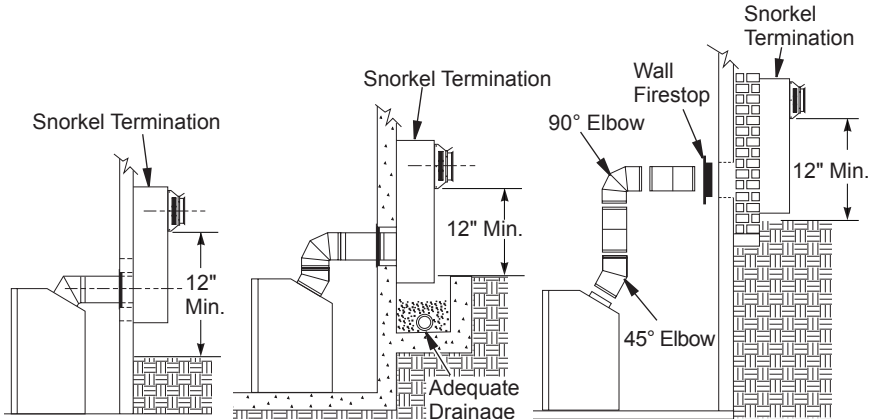 Snorkel Termination
12"
Min.
Snorkel Termination
12" Min.
Adequate
Drainage
Snorkel
Termination
Wall
Firestop
90° Elbow
12" Min.
45° Elbow